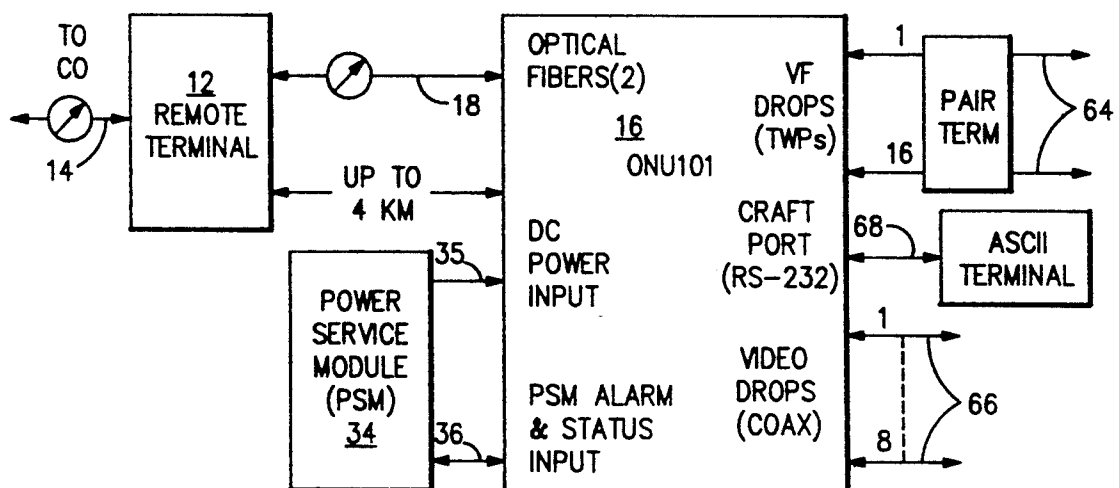 TO
CO
14
12
REMOTE
TERMINAL
18
UP TO
4 KM
35
POWER
SERVICE
MODULE
(PSM)
34
36
OPTICAL
FIBERS(2)
16
ONU101
DC
POWER
INPUT
PSM ALARM
& STATUS
INPUT
VF
DROPS
(TWPs)
CRAFT
PORT
(RS-232)
VIDEO
DROPS
(COAX)
1
16
PAIR
TERM
64
68
ASCII
TERMINAL
1
8
66